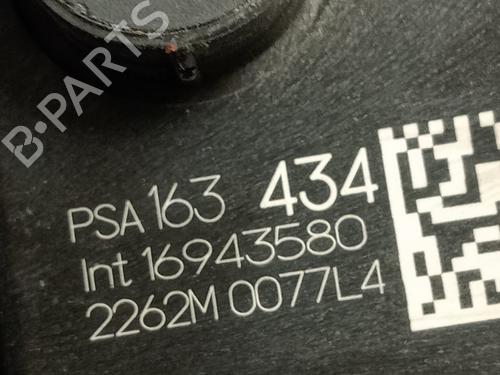 B-PARTS
PSA 163 434
Int 16943580
2262M 0077L4